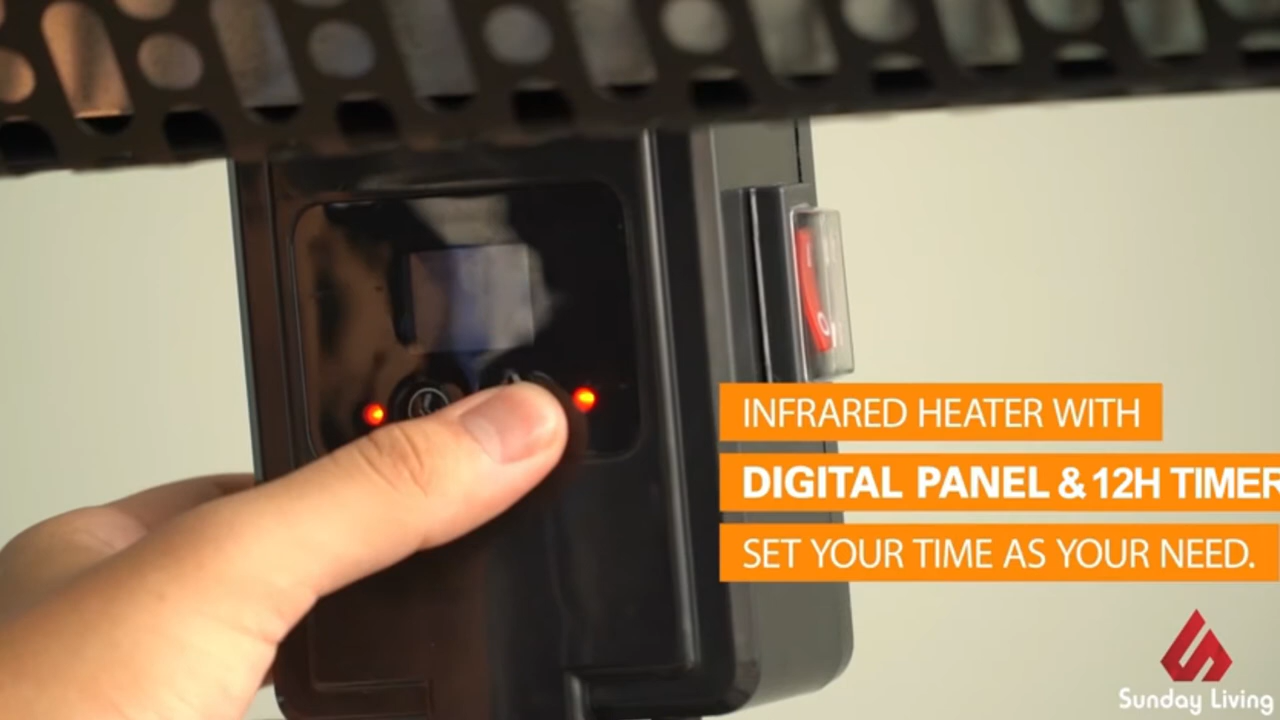 INFRARED HEATER WITH
DIGITAL PANEL & 12H TIMER
SET YOUR TIME AS YOUR NEED.
Sunday Living